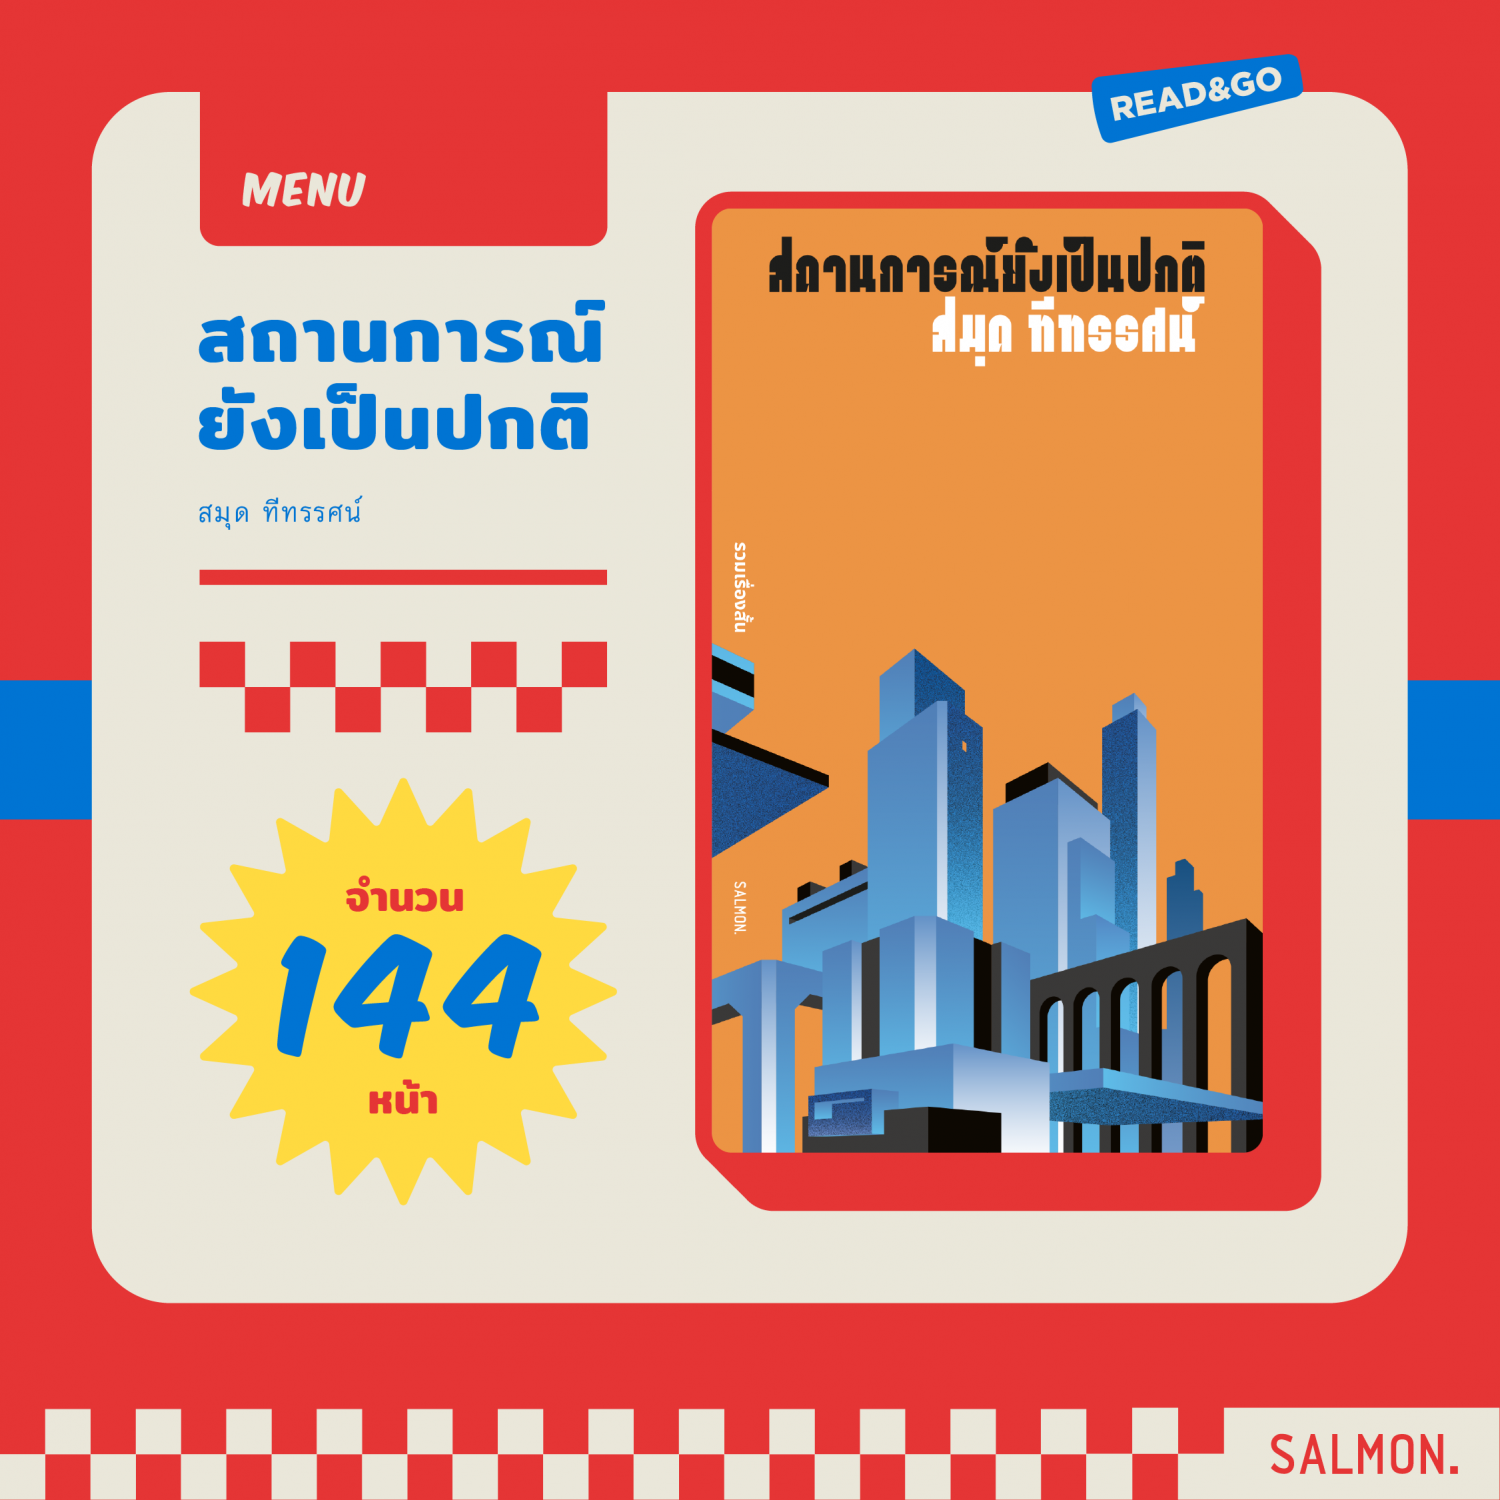 READ&GO
MENU
สถานการณ์
ยังเป็นปกติ
สมุด ทีทรรศน์
จำนวน
144
หน้า
สถานการณ์ยังเป็นปกติ
สมุด ทีทรรศน์
รวมเรื่องสั้น
SALMON.
SALMON.